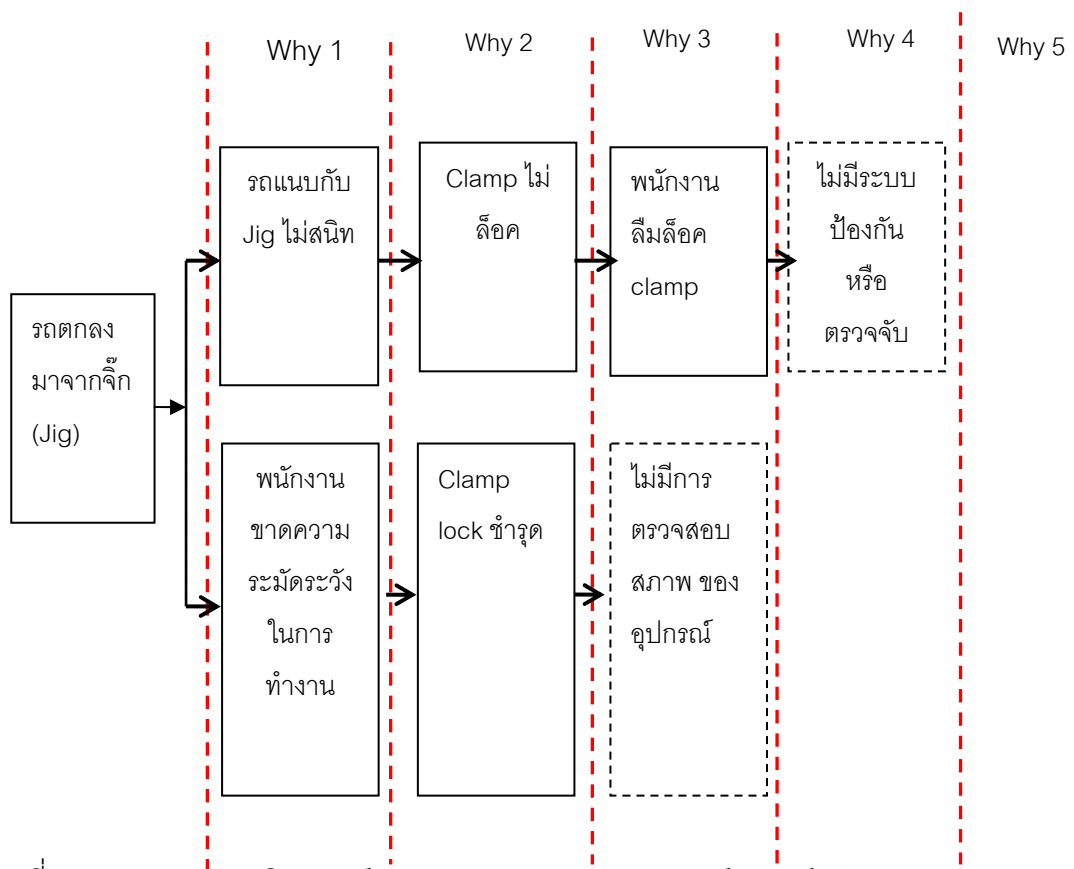 Why 1
Why 2
Why 3
Why 4
Why 5
รถแนบกับ
Jig ไม่สนิท
Clamp ไม่
ล็อค
พนักงาน
ลืมล็อค
clamp
ไม่มีระบบ
ป้องกัน
หรือ
ตรวจจับ
รถตกลง
มาจากจิ๊ก
(Jig)
พนักงาน
ขาดความ
ระมัดระวัง
ในการ
ทำงาน
Clamp
lock ชำรุด
ไม่มีการ
ตรวจสอบ
สภาพ ของ
อุปกรณ์